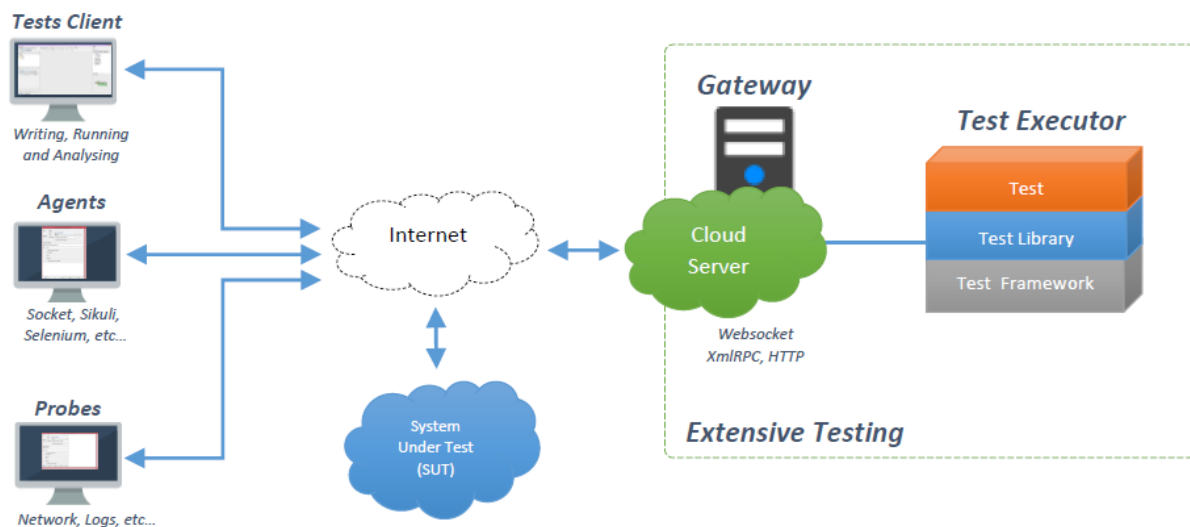 Tests Client
Writing, Running
and Analysing
Agents
Socket, Sikuli,
Selenium, etc...
Probes
Network, Logs, etc...
Internet
System
Under Test
(SUT)
Gateway
Cloud
Server
Websocket
XmlRPC, HTTP
Test Executor
Test
Test Library
Test Framework
Extensive Testing